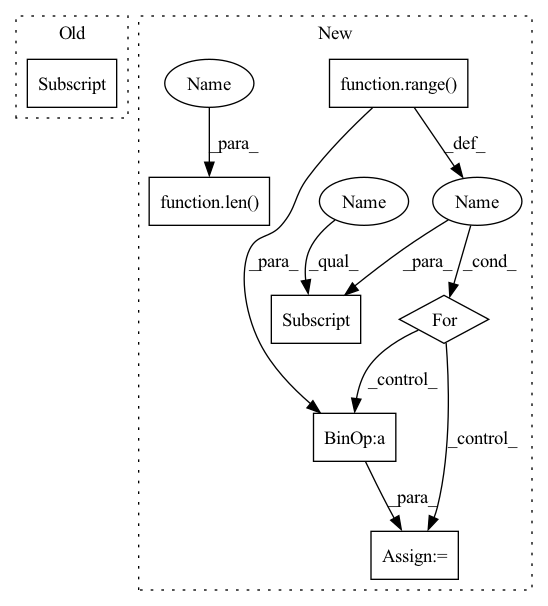 Old
New
Subscript
Name
function.range()
_para_
_def_
function.len()
Name
Name
_para_
_qual_
_para_
_cond_
Subscript
For
_control_
_control_
BinOp:a
_para_
Assign:=